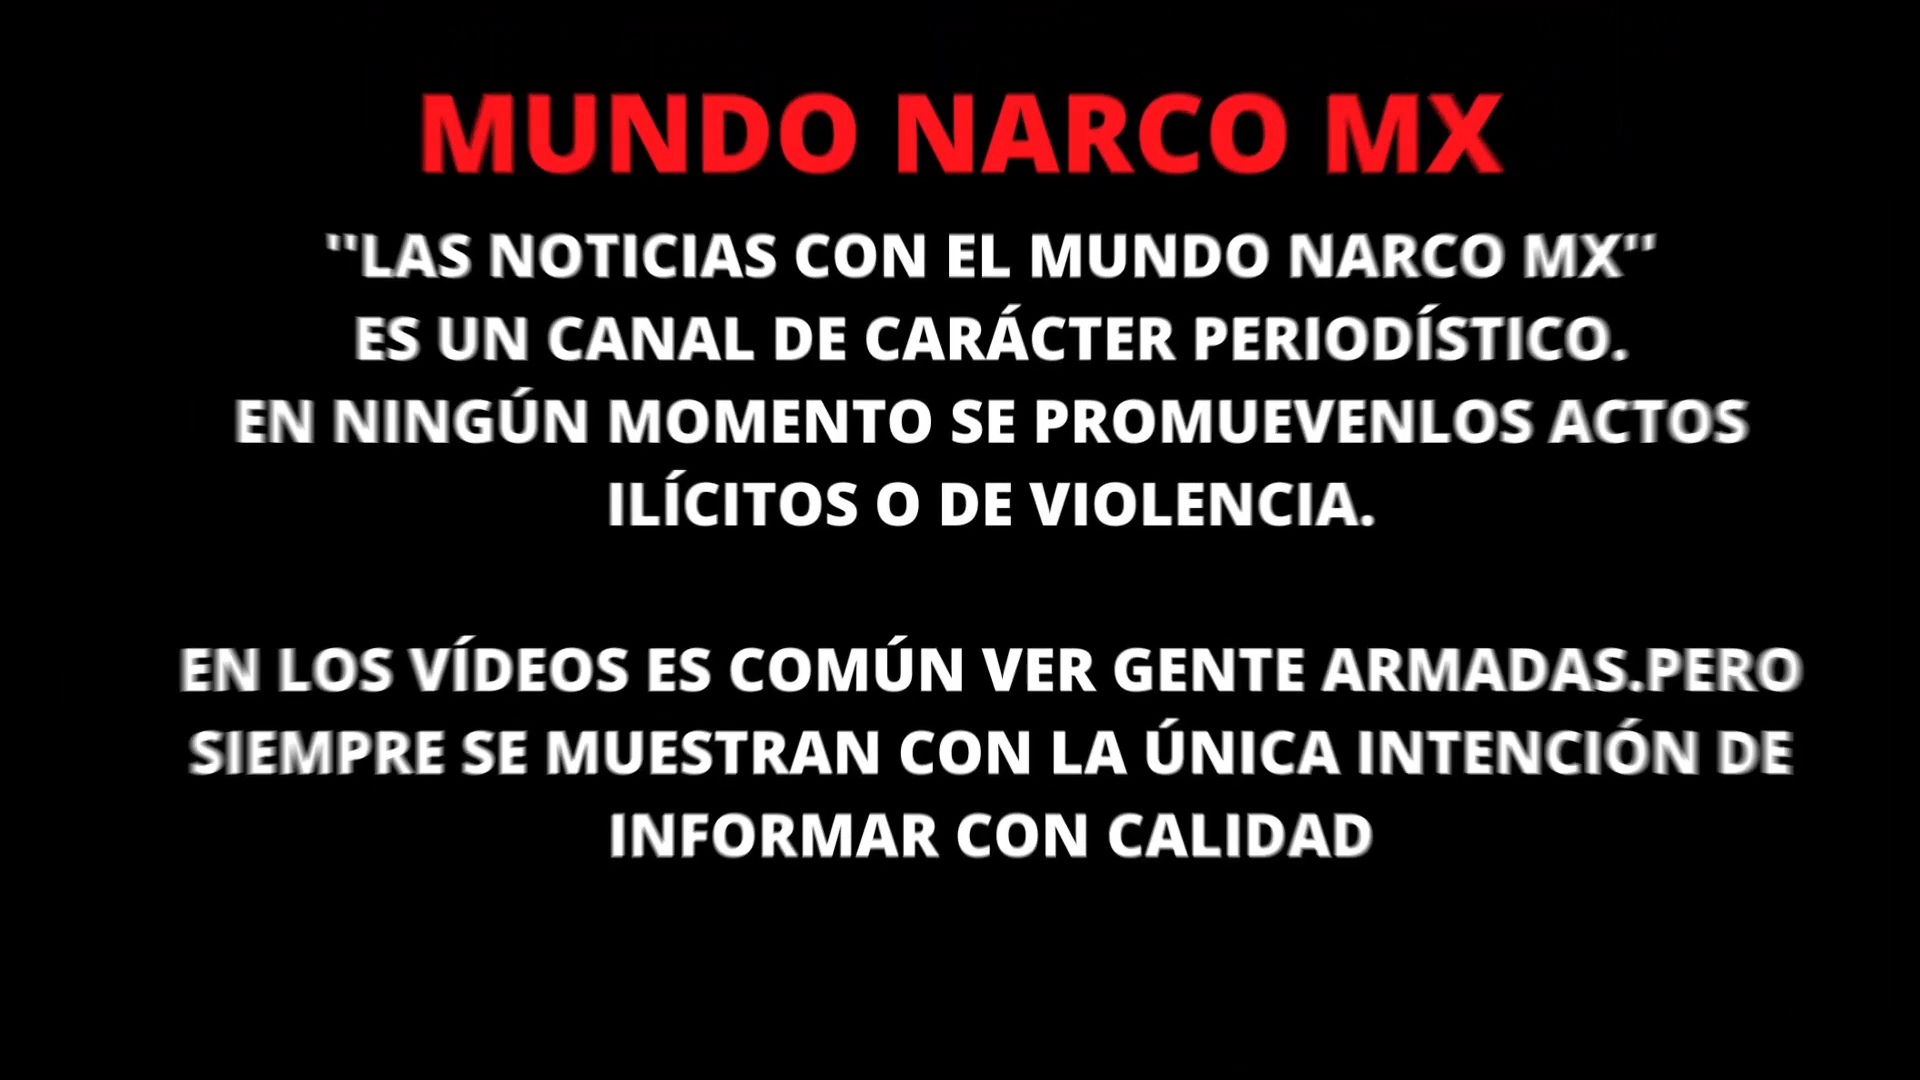 MUNDO NARCO MX
"LAS NOTICIAS CON EL MUNDO NARCO MX"
ES UN CANAL DE CARÁCTER PERIODÍSTICO.
EN NINGÚN MOMENTO SE PROMUEVENLOS ACTOS
ILÍCITOS O DE VIOLENCIA.
EN LOS VÍDEOS ES COMÚN VER GENTE ARMADAS.PERO
SIEMPRE SE MUESTRAN CON LA ÚNICA INTENCIÓN DE
INFORMAR CON CALIDAD